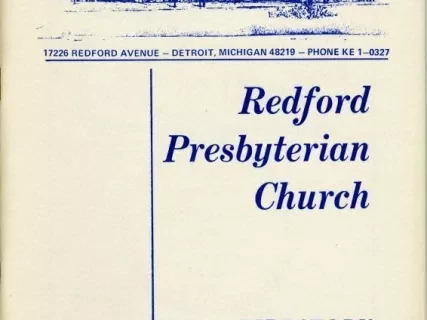 17226 REDFORD AVENUE – DETROIT, MICHIGAN 48219 – PHONE KE 1-0327
Redford
Presbyterian
Church